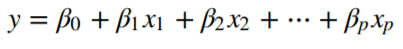 y = β₀ + β₁x₁ + β₂x₂ + ⋯ + βₚxₚ